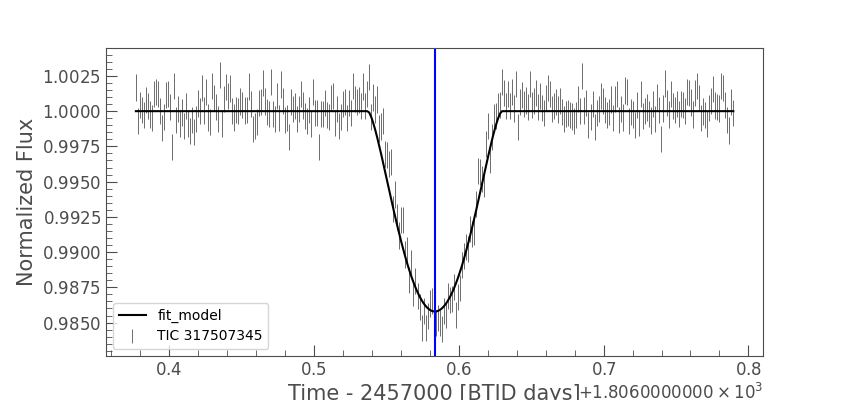 Normalized Flux
1.0025
1.0000
0.9975
0.9950
0.9925
0.9900
0.9875
0.9850
fit_model
TIC 317507345
0.4 0.5 0.6 0.7 0.8
Time - 2457000 [BTJD days]
+1.8060000000 × 10³